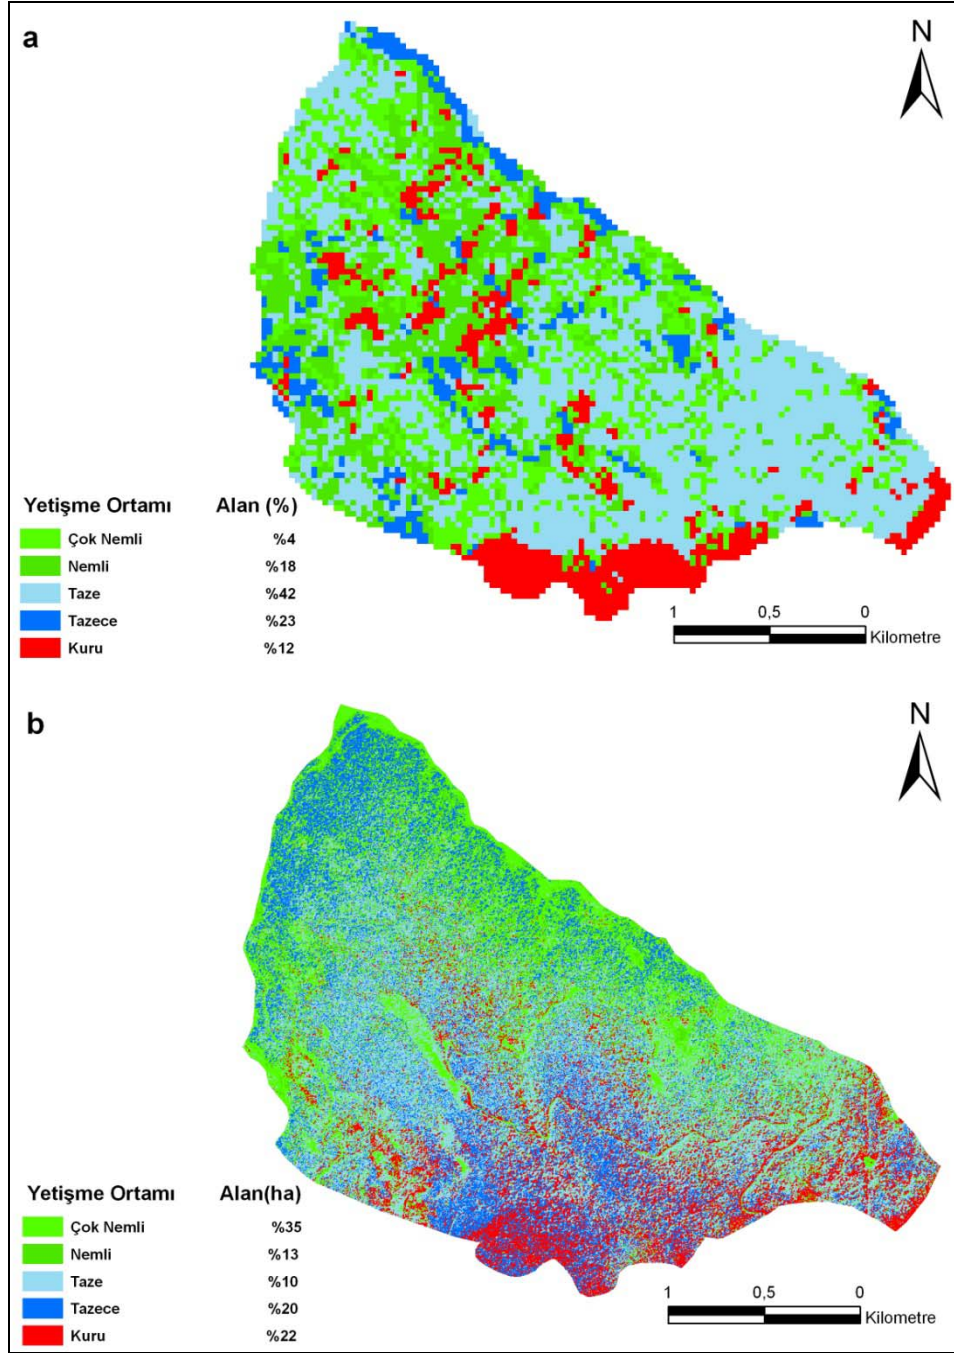 a
N
Yetişme Ortamı Alan (%)
Çok Nemli %4
Nemli %18
Taze %42
Tazece %23
Kuru %12
1 0,5 0
Kilometre
b
N
Yetişme Ortamı Alan(ha)
Çok Nemli %35
Nemli %13
Taze %10
Tazece %20
Kuru %22
1 0,5 0
Kilometre